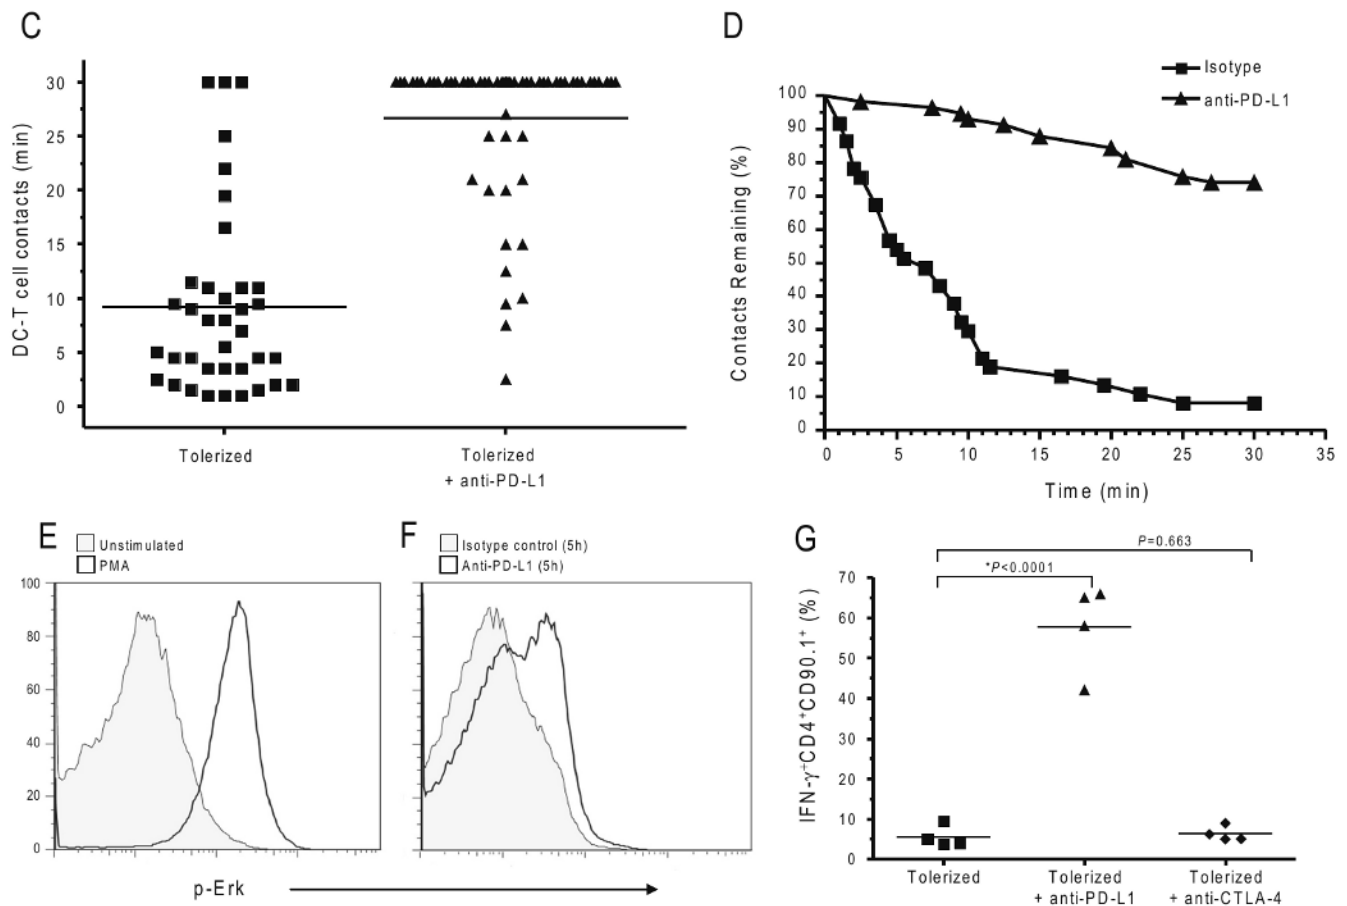 C
DC-T cell contacts (min)
30
25
20
15
10
5
0
Tolerized
Tolerized
+ anti-PD-L1
D
Isotype
anti-PD-L1
Contacts Remaining (%)
100
90
80
70
60
50
40
30
20
10
0
0 5 10 15 20 25 30 35
Time (min)
E
Unstimulated
PMA
100
80
60
40
20
0
F
Isotype control (5h)
Anti-PD-L1 (5h)
p-Erk
G
P=0.663
*P<0.0001
IFN-γ⁺CD4⁺CD90.1⁺ (%)
70
60
50
40
30
20
10
0
Tolerized
Tolerized
+ anti-PD-L1
Tolerized
+ anti-CTLA-4